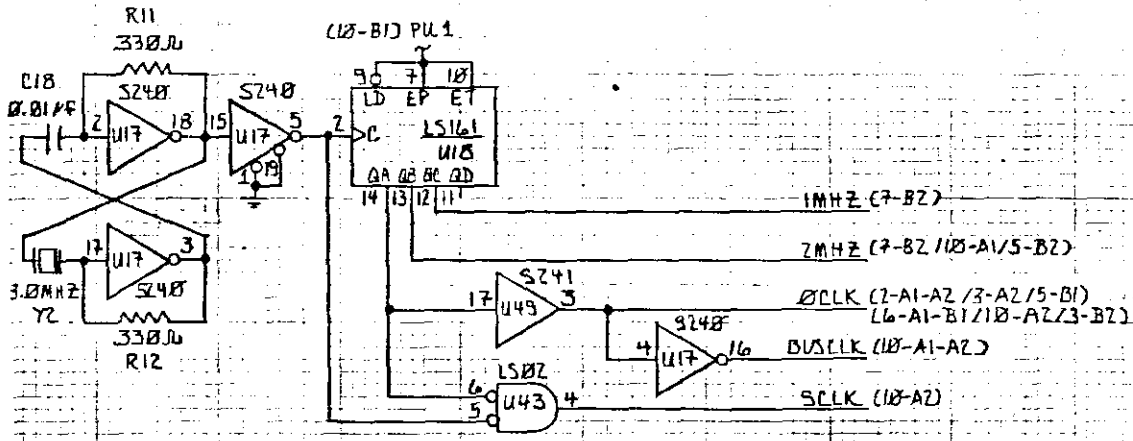 R11
330Ω
C18
0.01µF
S240
2 U17 18
S240
15 U17 5
1 19
(10-B1) PU1
9 7 10
LD EP ET
2 C
LS161
U18
QA QB QC QD
14 13 12 11
1MHZ (7-B2)
2MHZ (7-B2/10-A1/5-B2)
17 U17 3
S240
3.0MHZ
Y2
330Ω
R12
S241
17 U49 3
ØCLK (2-A1-A2/3-A2/5-B1)
(6-A1-B1/10-A2/3-B2)
S240
4 U17 16
BUSCLK (10-A1-A2)
LS02
6
5 U43 4
SCLK (10-A2)